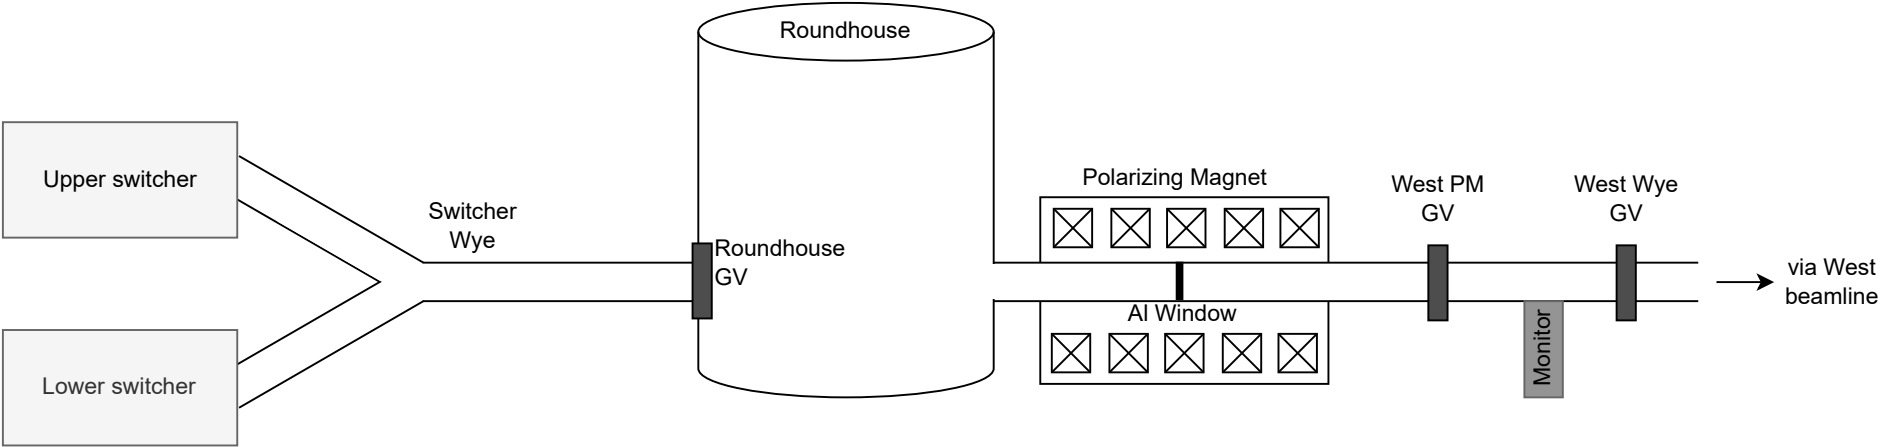 Roundhouse
Polarizing Magnet
West PM
GV
West Wye
GV
Upper switcher
Switcher
Wye
Roundhouse
GV
via West
beamline
Al Window
Monitor
Lower switcher